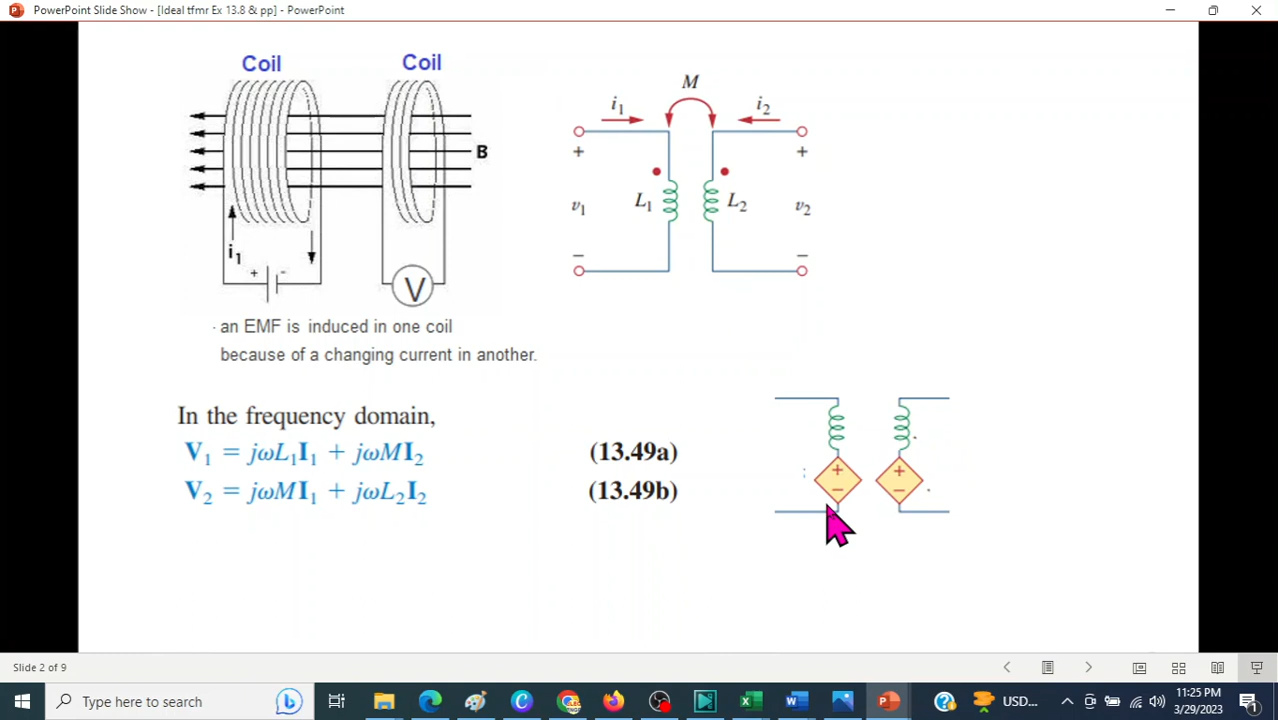 PowerPoint Slide Show - [Ideal tfmr Ex 13.8 & pp] - PowerPoint
Coil
Coil
B
i₁
+ -
V
M
i₁
i₂
+
+
v₁
L₁
L₂
v₂
–
–
an EMF is induced in one coil
because of a changing current in another.
In the frequency domain,
V₁ = jωL₁I₁ + jωMI₂ (13.49a)
V₂ = jωMI₁ + jωL₂I₂ (13.49b)
+
–
+
–
Slide 2 of 9
Type here to search
USD...
11:25 PM
3/29/2023
1